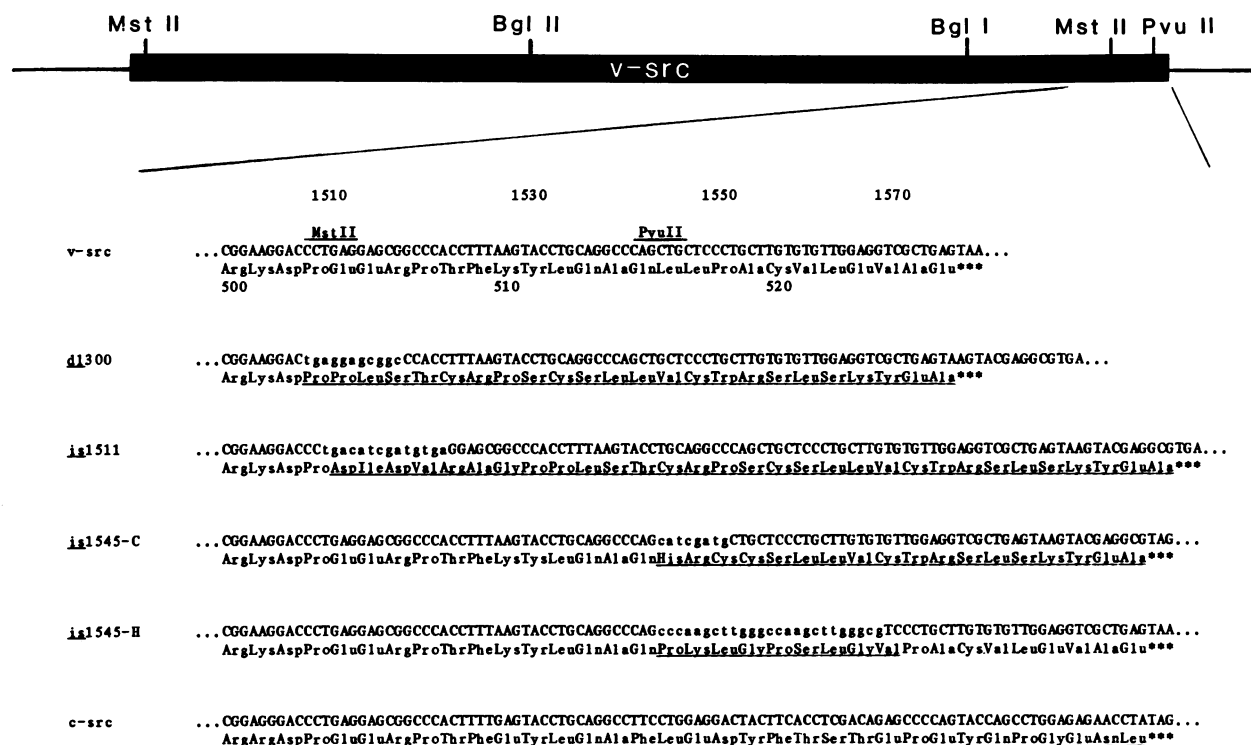 Mst II Bgl II Bgl I Mst II Pvu II
v-src
1510 1530 1550 1570
MstII PvuII
v-src ...CGGAAGGACCCTGAGGAGCGGCCCACCTTTAAGTACCTGCAGGCCCAGCTGCTCCCTGCTTGTGTGTTGGAGGTCGCTGAGTAA...
ArgLysAspProGluGluArgProThrPheLysTyrLeuGlnAlaGlnLeuLeuProAlaCysValLeuGluValAlaGlu***
500 510 520
dl300 ...CGGAAGGACtgaggagcggcCCACCTTTAAGTACCTGCAGGCCCAGCTGCTCCCTGCTTGTGTGTTGGAGGTCGCTGAGTAAGTACGAGGCGTGA...
ArgLysAspProProLeuSerThrCysArgProSerCysSerLeuLeuValCysTrpArgSerLeuSerLysTyrGluAla***
is1511 ...CGGAAGGACCCtgacatcgatgtgaGGAGCGGCCCACCTTTAAGTACCTGCAGGCCCAGCTGCTCCCTGCTTGTGTGTTGGAGGTCGCTGAGTAAGTACGAGGCGTGA...
ArgLysAspProAspIleAspValArgAlaGlyProProLeuSerThrCysArgProSerCysSerLeuLeuValCysTrpArgSerLeuSerLysTyrGluAla***
is1545-C ...CGGAAGGACCCTGAGGAGCGGCCCACCTTTAAGTACCTGCAGGCCCAGcatcgatgCTGCTCCCTGCTTGTGTGTTGGAGGTCGCTGAGTAAGTACGAGGCGTAG...
ArgLysAspProGluGluArgProThrPheLysTyrLeuGlnAlaGlnHisArgCysCysSerLeuLeuValCysTrpArgSerLeuSerLysTyrGluAla***
is1545-H ...CGGAAGGACCCTGAGGAGCGGCCCACCTTTAAGTACCTGCAGGCCCAGcccaagcttgggccaagcttgggcgTCCCTGCTTGTGTGTTGGAGGTCGCTGAGTAA...
ArgLysAspProGluGluArgProThrPheLysTyrLeuGlnAlaGlnProLysLeuGlyProSerLeuGlyValProAlaCysValLeuGluValAlaGlu***
c-src ...CGGAGGGACCCTGAGGAGCGGCCCACTTTTGAGTACCTGCAGGCCTTCCTGGAGGACTACTTCACCTCGACAGAGCCCCAGTACCAGCCTGGAGAGAACCTATAG...
ArgArgAspProGluGluArgProThrPheGluTyrLeuGlnAlaPheLeuGluAspTyrPheThrSerThrGluProGluTyrGlnProGlyGluAsnLeu***